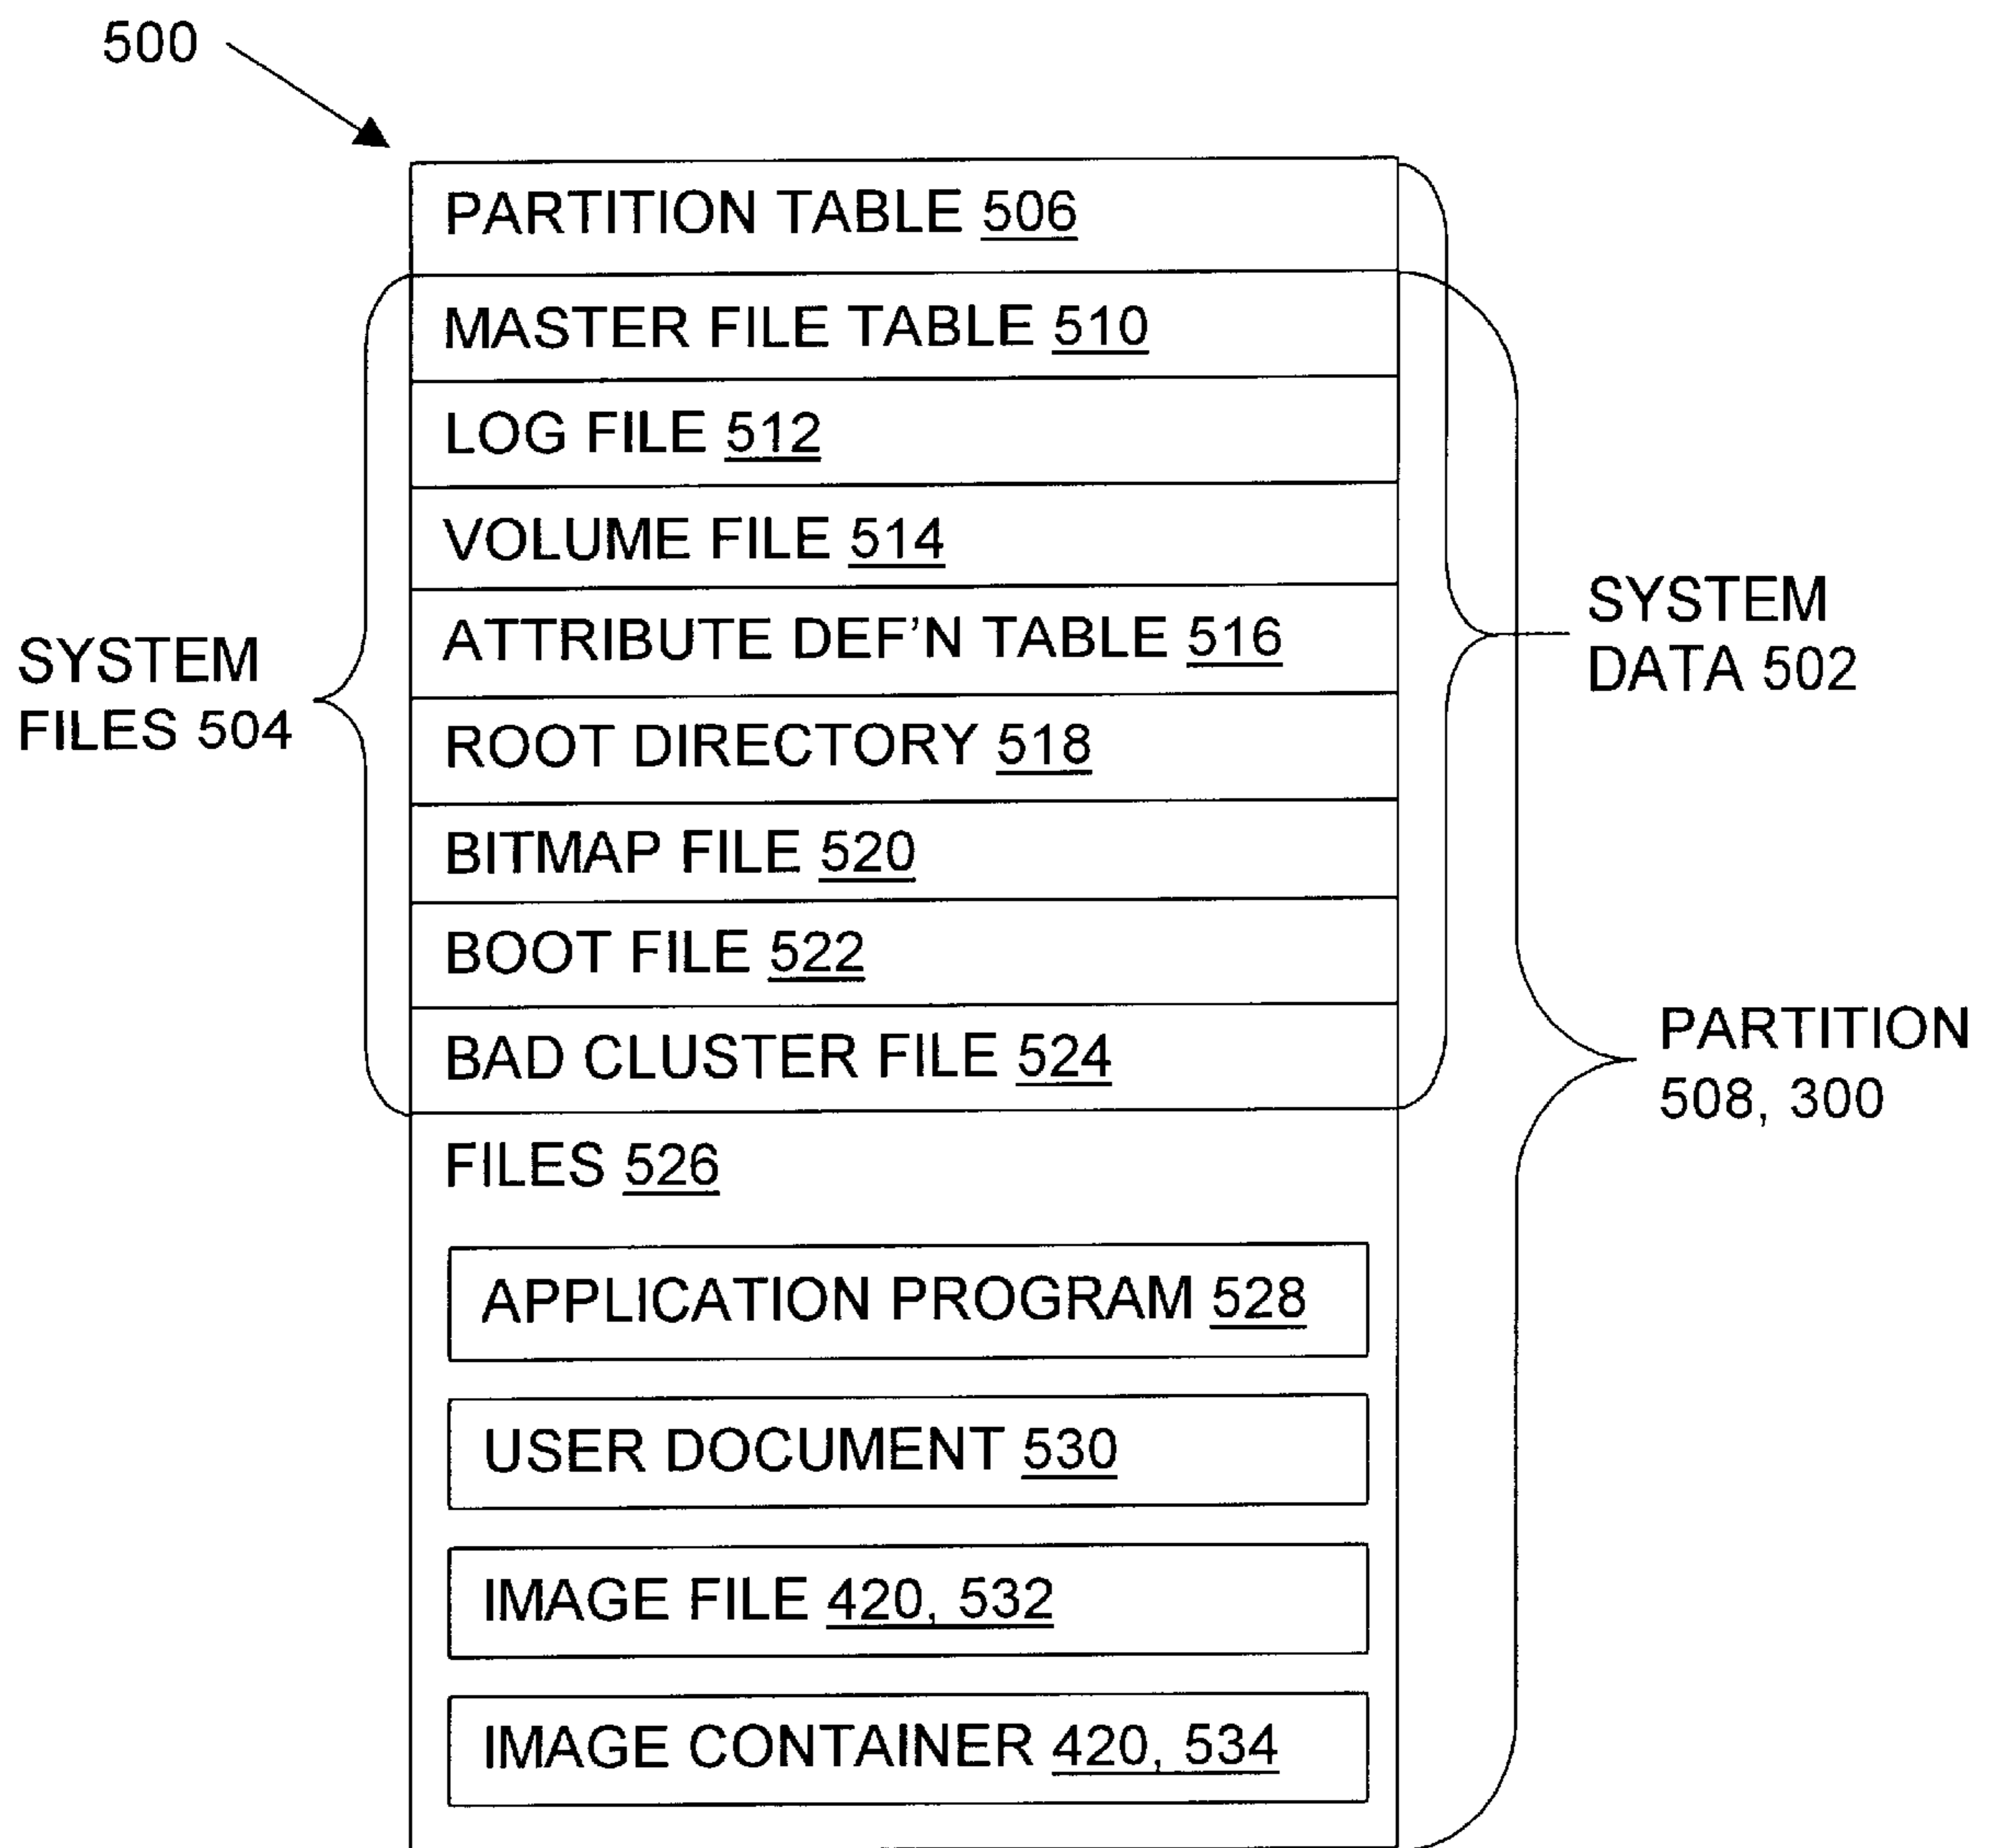 500
PARTITION TABLE 506
MASTER FILE TABLE 510
LOG FILE 512
VOLUME FILE 514
ATTRIBUTE DEF'N TABLE 516
ROOT DIRECTORY 518
BITMAP FILE 520
BOOT FILE 522
BAD CLUSTER FILE 524
FILES 526
APPLICATION PROGRAM 528
USER DOCUMENT 530
IMAGE FILE 420, 532
IMAGE CONTAINER 420, 534
SYSTEM
FILES 504
SYSTEM
DATA 502
PARTITION
508, 300